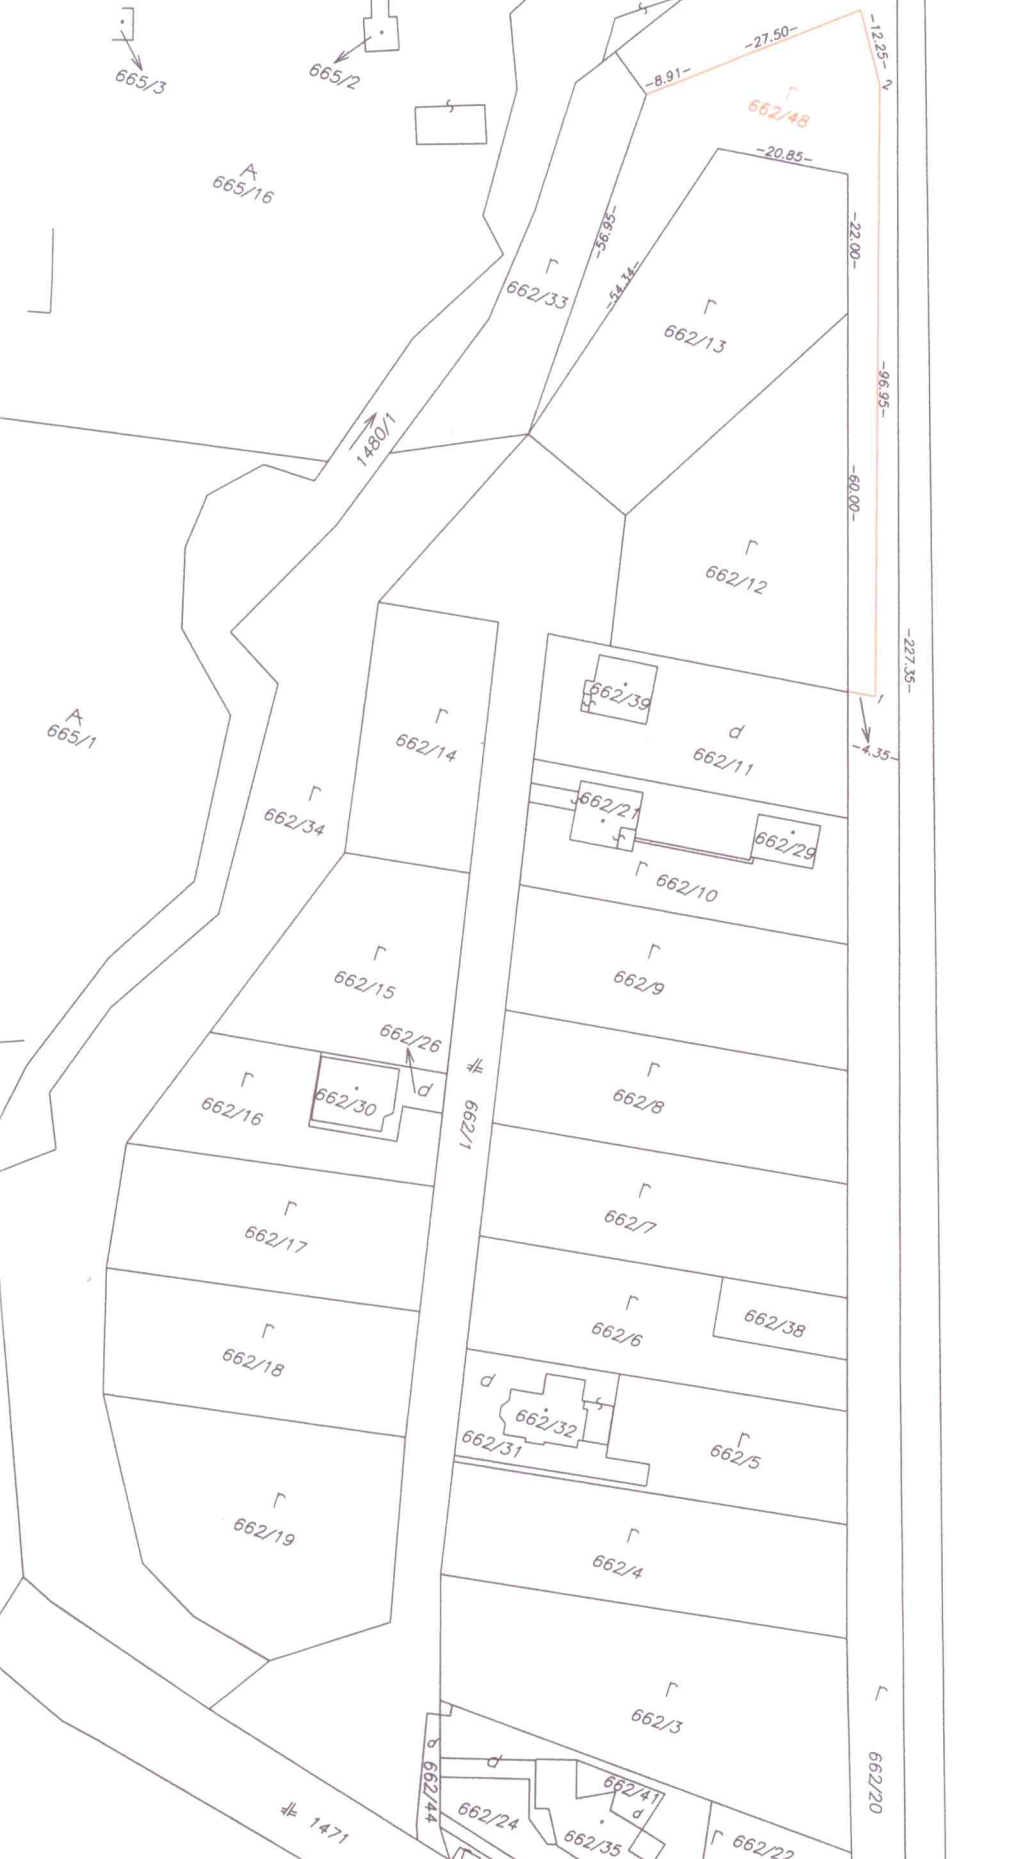 665/3
665/2
-27.50-
-12.25-
-8.91-
2
r
662/48
A
665/16
-20.85-
-56.95-
-22.00-
r
662/33
-54.34-
r
662/13
-96.95-
1480/1
-60.00-
r
662/12
-227.35-
662/39
1
A
665/1
r
662/14
d
662/11
-4.35-
r
662/34
662/21
662/29
r 662/10
r
662/15
r
662/9
662/26
r
662/16
662/30
d
662/1
r
662/8
r
662/17
r
662/7
r
662/18
r
662/6
662/38
d
662/32
662/31
r
662/5
r
662/19
r
662/4
r
662/3
r
662/20
d
662/44
d
662/41
d
662/24
662/35
r 662/22
1471